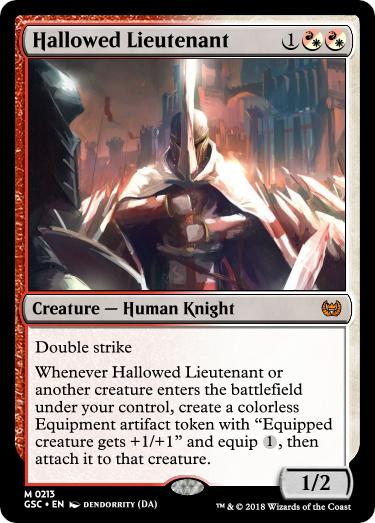 Hallowed Lieutenant 1
Creature — Human Knight
Double strike
Whenever Hallowed Lieutenant or
another creature enters the battlefield
under your control, create a colorless
Equipment artifact token with “Equipped
creature gets +1/+1” and equip 1, then
attach it to that creature.
1/2
M 0213
GSC • EN DENDORRITY (DA)
™ & © 2018 Wizards of the Coast